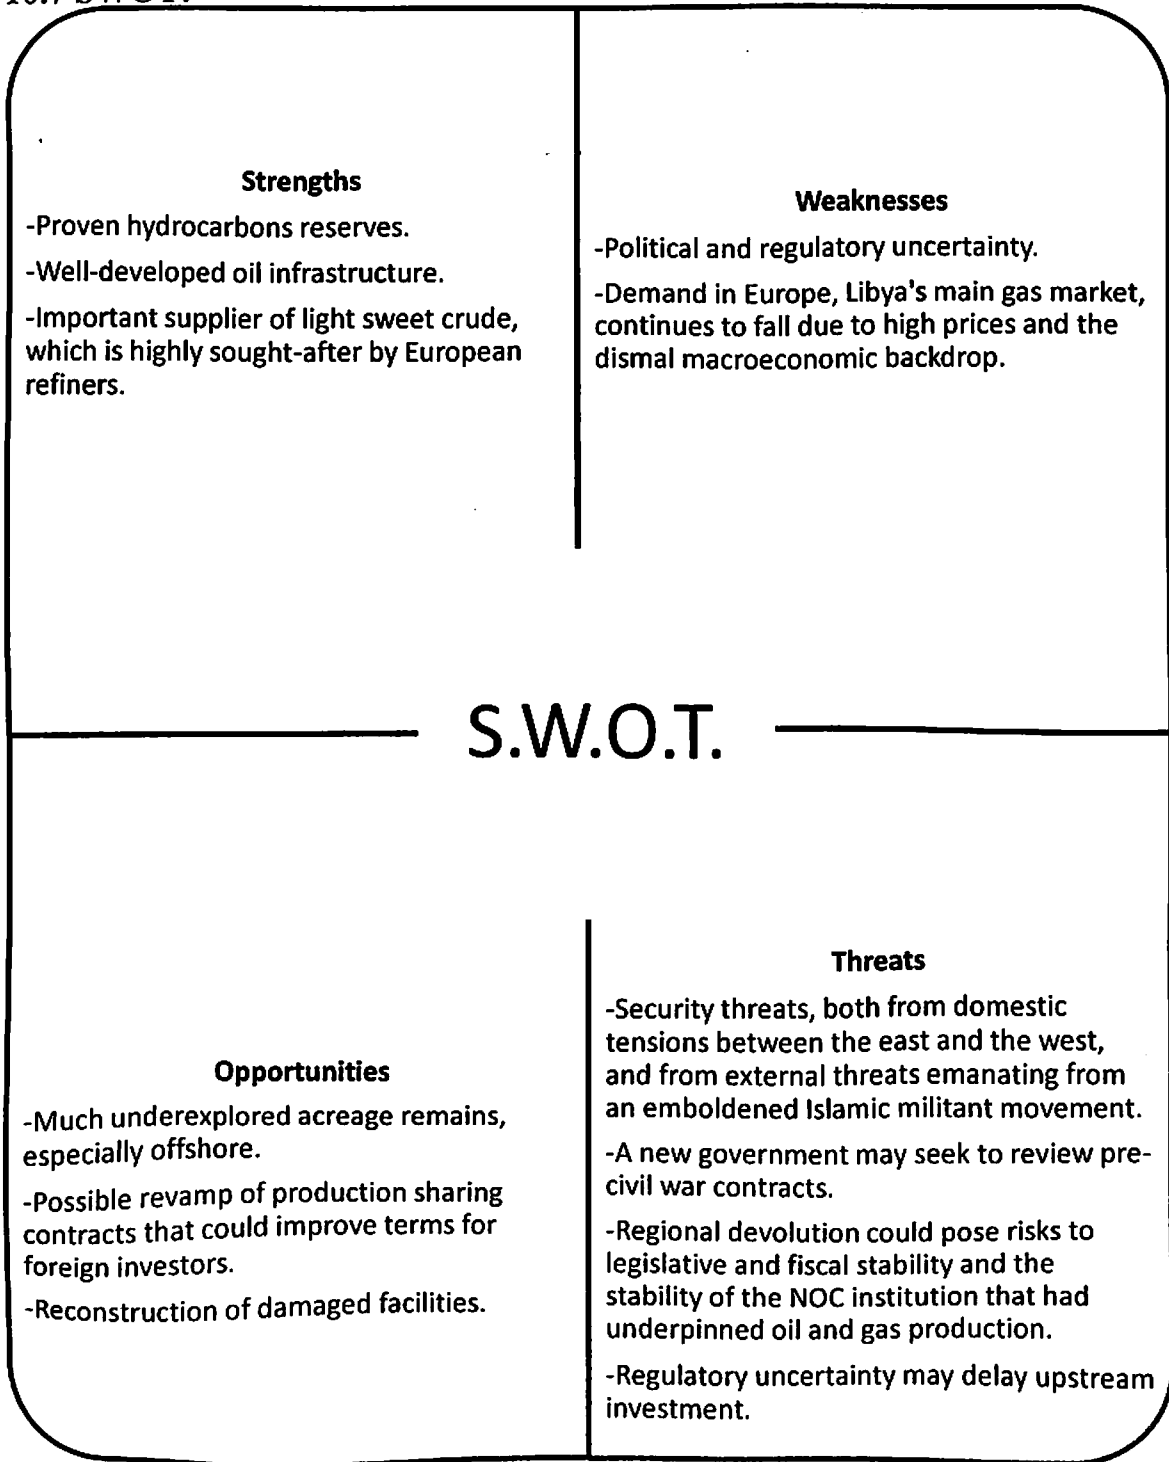 Strengths
-Proven hydrocarbons reserves.
-Well-developed oil infrastructure.
-Important supplier of light sweet crude,
which is highly sought-after by European
refiners.
Weaknesses
-Political and regulatory uncertainty.
-Demand in Europe, Libya's main gas market,
continues to fall due to high prices and the
dismal macroeconomic backdrop.
S.W.O.T.
Opportunities
-Much underexplored acreage remains,
especially offshore.
-Possible revamp of production sharing
contracts that could improve terms for
foreign investors.
-Reconstruction of damaged facilities.
Threats
-Security threats, both from domestic
tensions between the east and the west,
and from external threats emanating from
an emboldened Islamic militant movement.
-A new government may seek to review pre-
civil war contracts.
-Regional devolution could pose risks to
legislative and fiscal stability and the
stability of the NOC institution that had
underpinned oil and gas production.
-Regulatory uncertainty may delay upstream
investment.